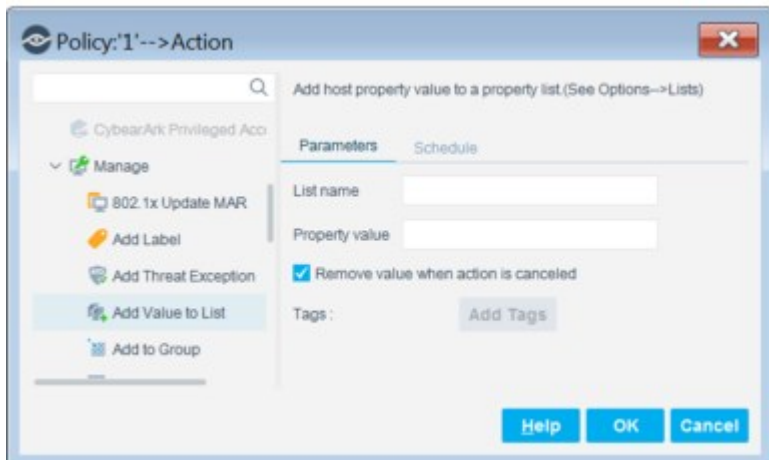 Policy:'1'-->Action
Add host property value to a property list.(See Options-->Lists)
CybearArk Privileged Acco
Parameters
Schedule
Manage
802.1x Update MAR
List name
Add Label
Property value
Add Threat Exception
Remove value when action is canceled
Add Value to List
Tags :
Add Tags
Add to Group
Help
OK
Cancel